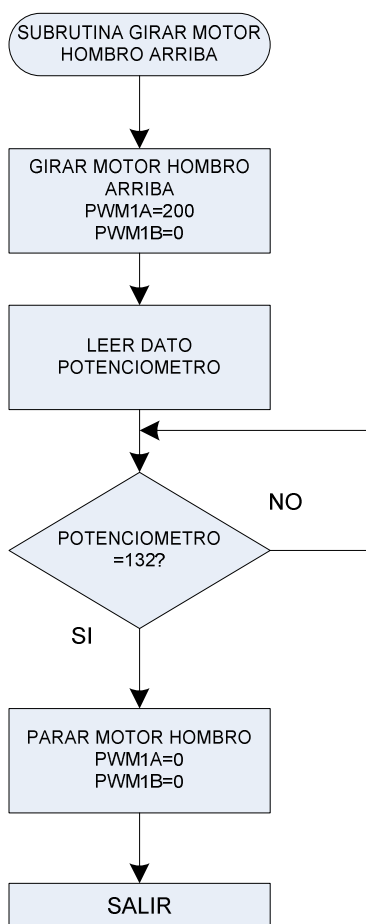 SUBRUTINA GIRAR MOTOR
HOMBRO ARRIBA
GIRAR MOTOR HOMBRO
ARRIBA
PWM1A=200
PWM1B=0
LEER DATO
POTENCIOMETRO
NO
POTENCIOMETRO
=132?
SI
PARAR MOTOR HOMBRO
PWM1A=0
PWM1B=0
SALIR